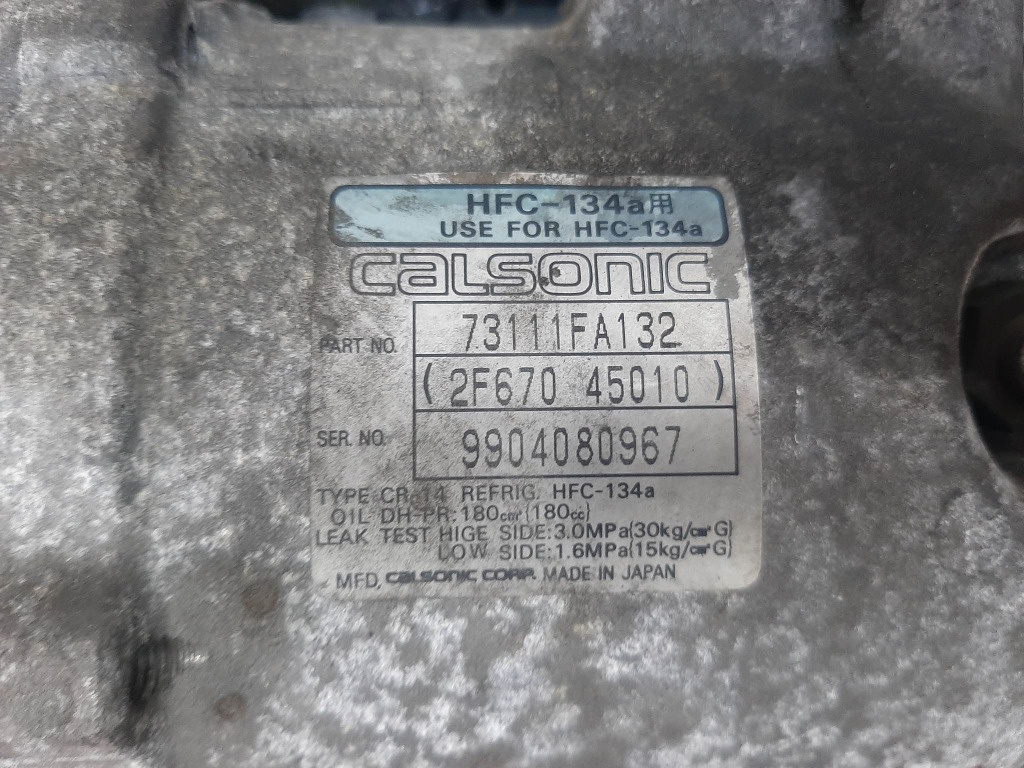 HFC-134a用
USE FOR HFC-134a
CALSONIC
PART NO. 73111FA132
(2F670 45010)
SER. NO. 9904080967
TYPE CR-14 REFRIG. HFC-134a
OIL DH-PR: 180cm³(180cc)
LEAK TEST HIGE SIDE: 3.0MPa(30kg/cm²G)
LOW SIDE: 1.6MPa(15kg/cm²G)
MFD, CALSONIC CORP. MADE IN JAPAN